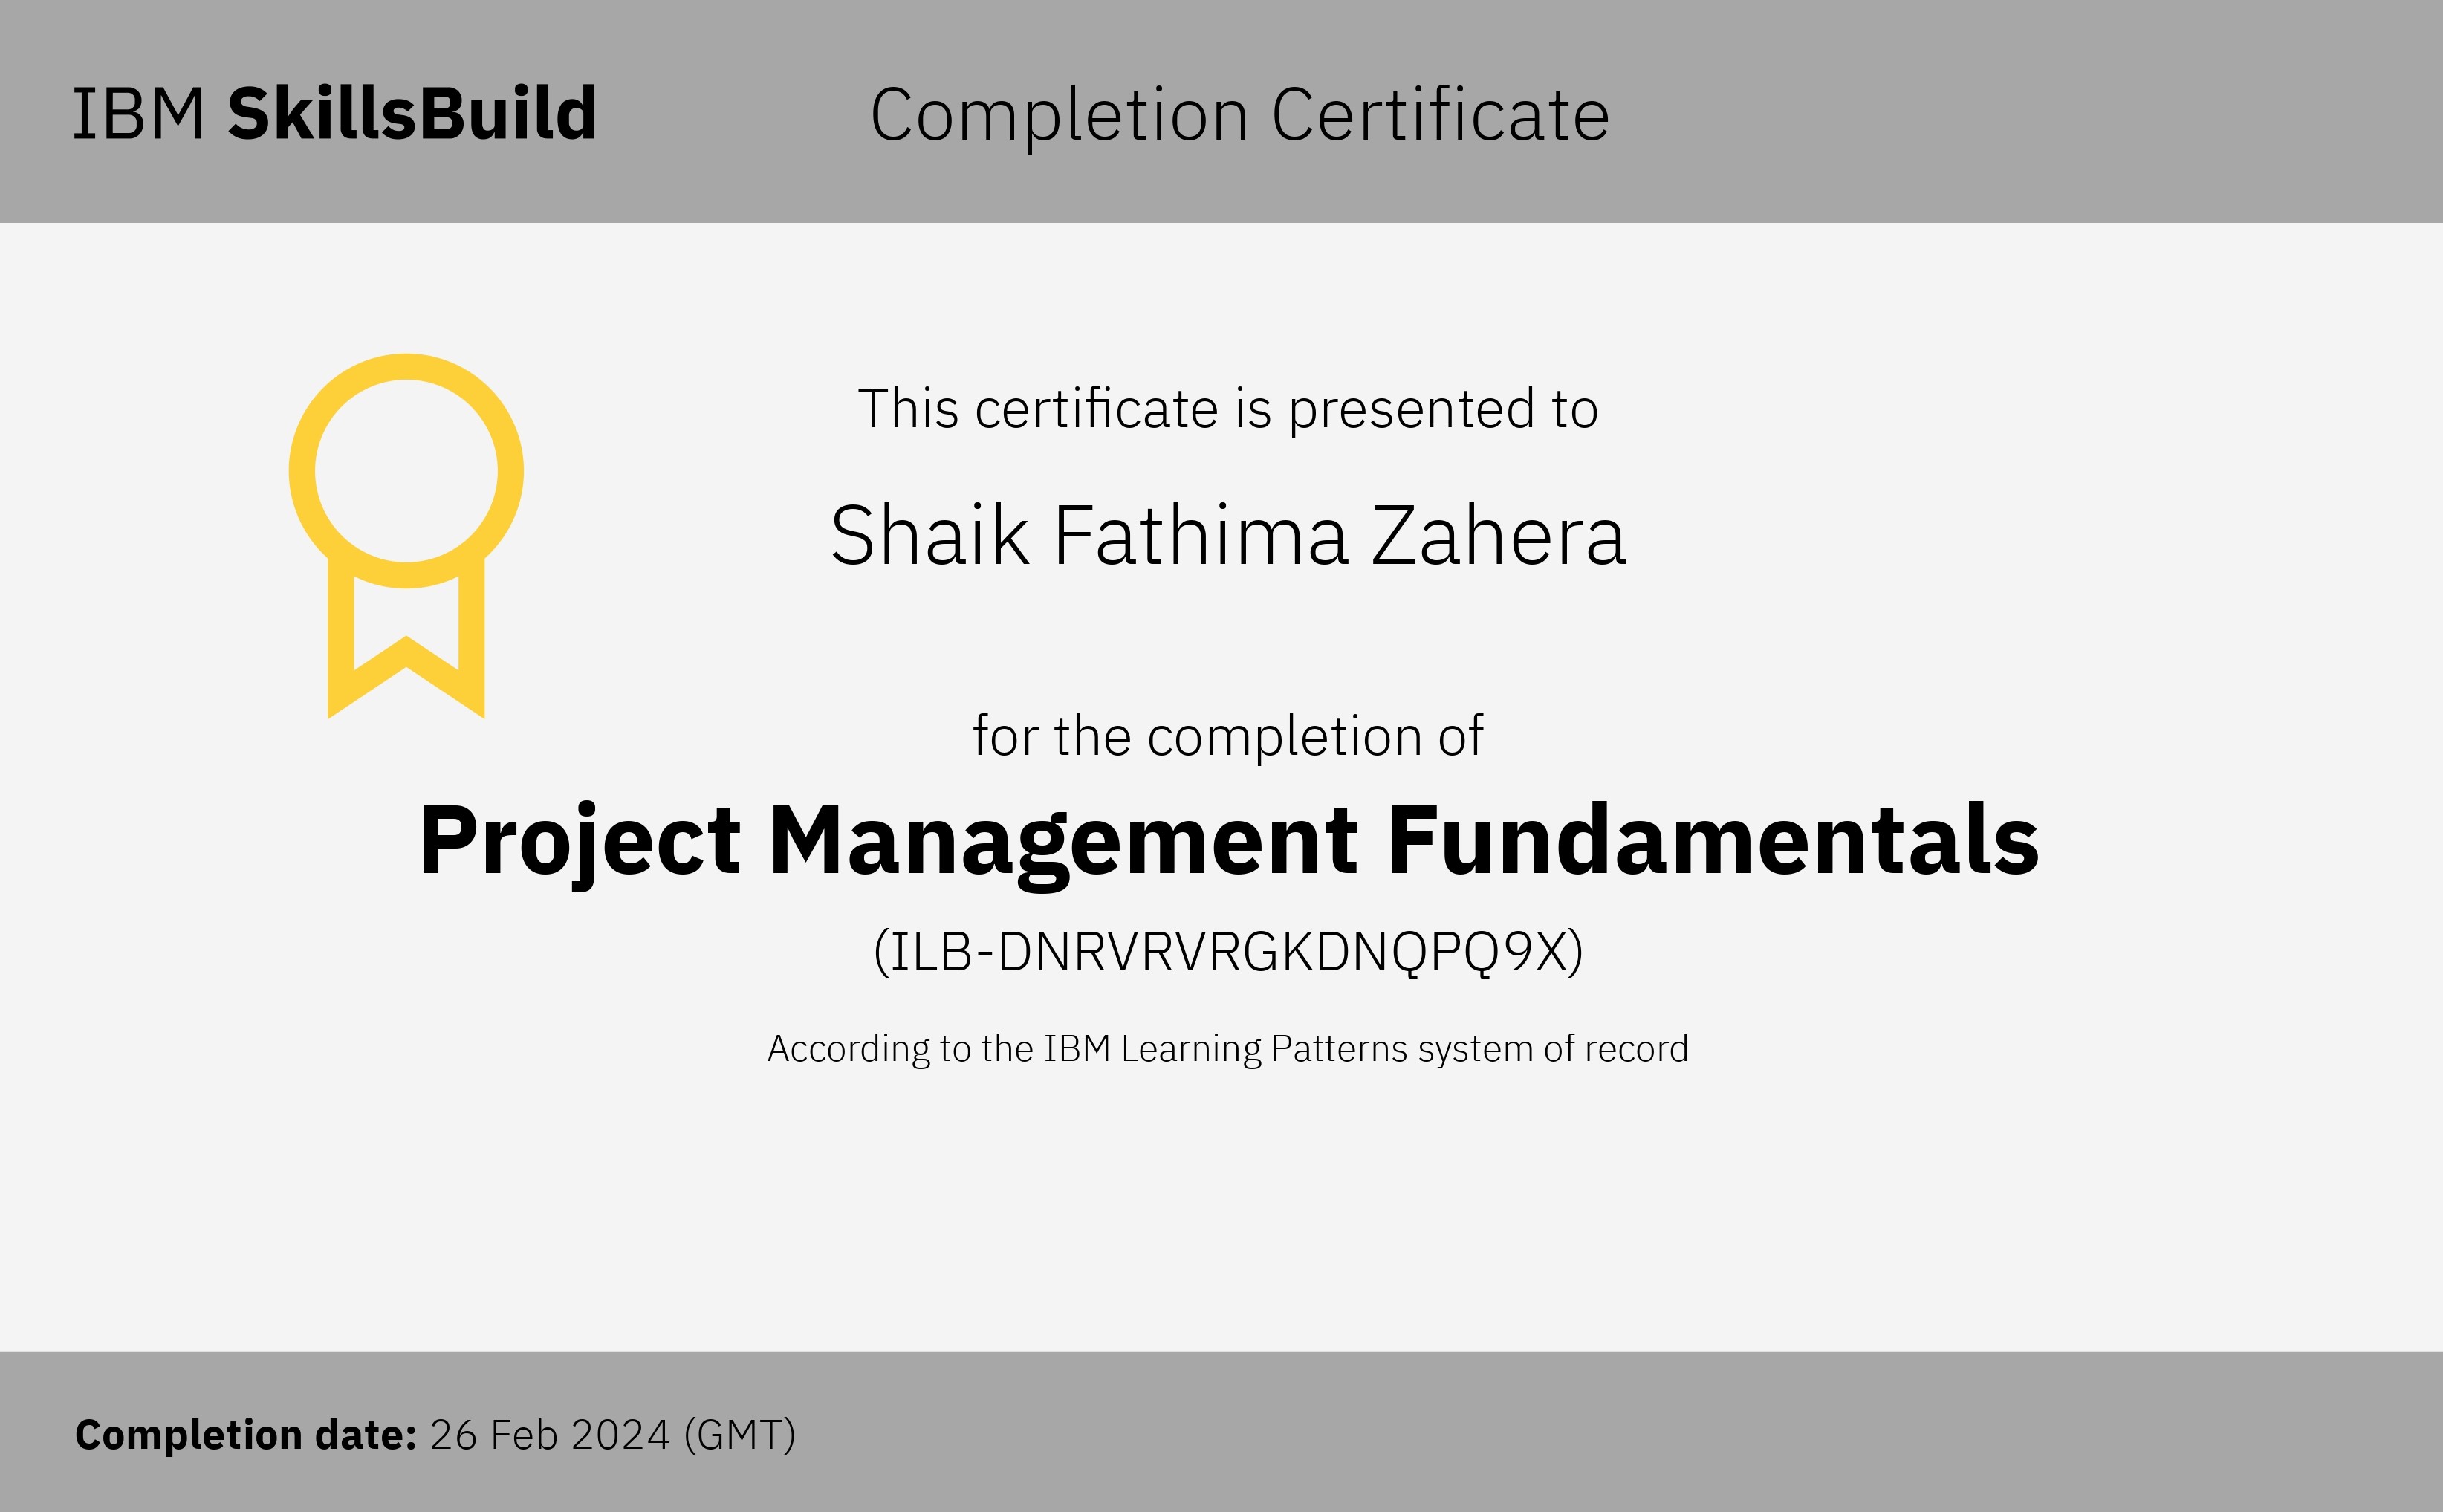 IBM SkillsBuild
Completion Certificate
This certificate is presented to
Shaik Fathima Zahera
for the completion of
Project Management Fundamentals
(ILB-DNRVRVRGKDNQPQ9X)
According to the IBM Learning Patterns system of record
Completion date: 26 Feb 2024 (GMT)